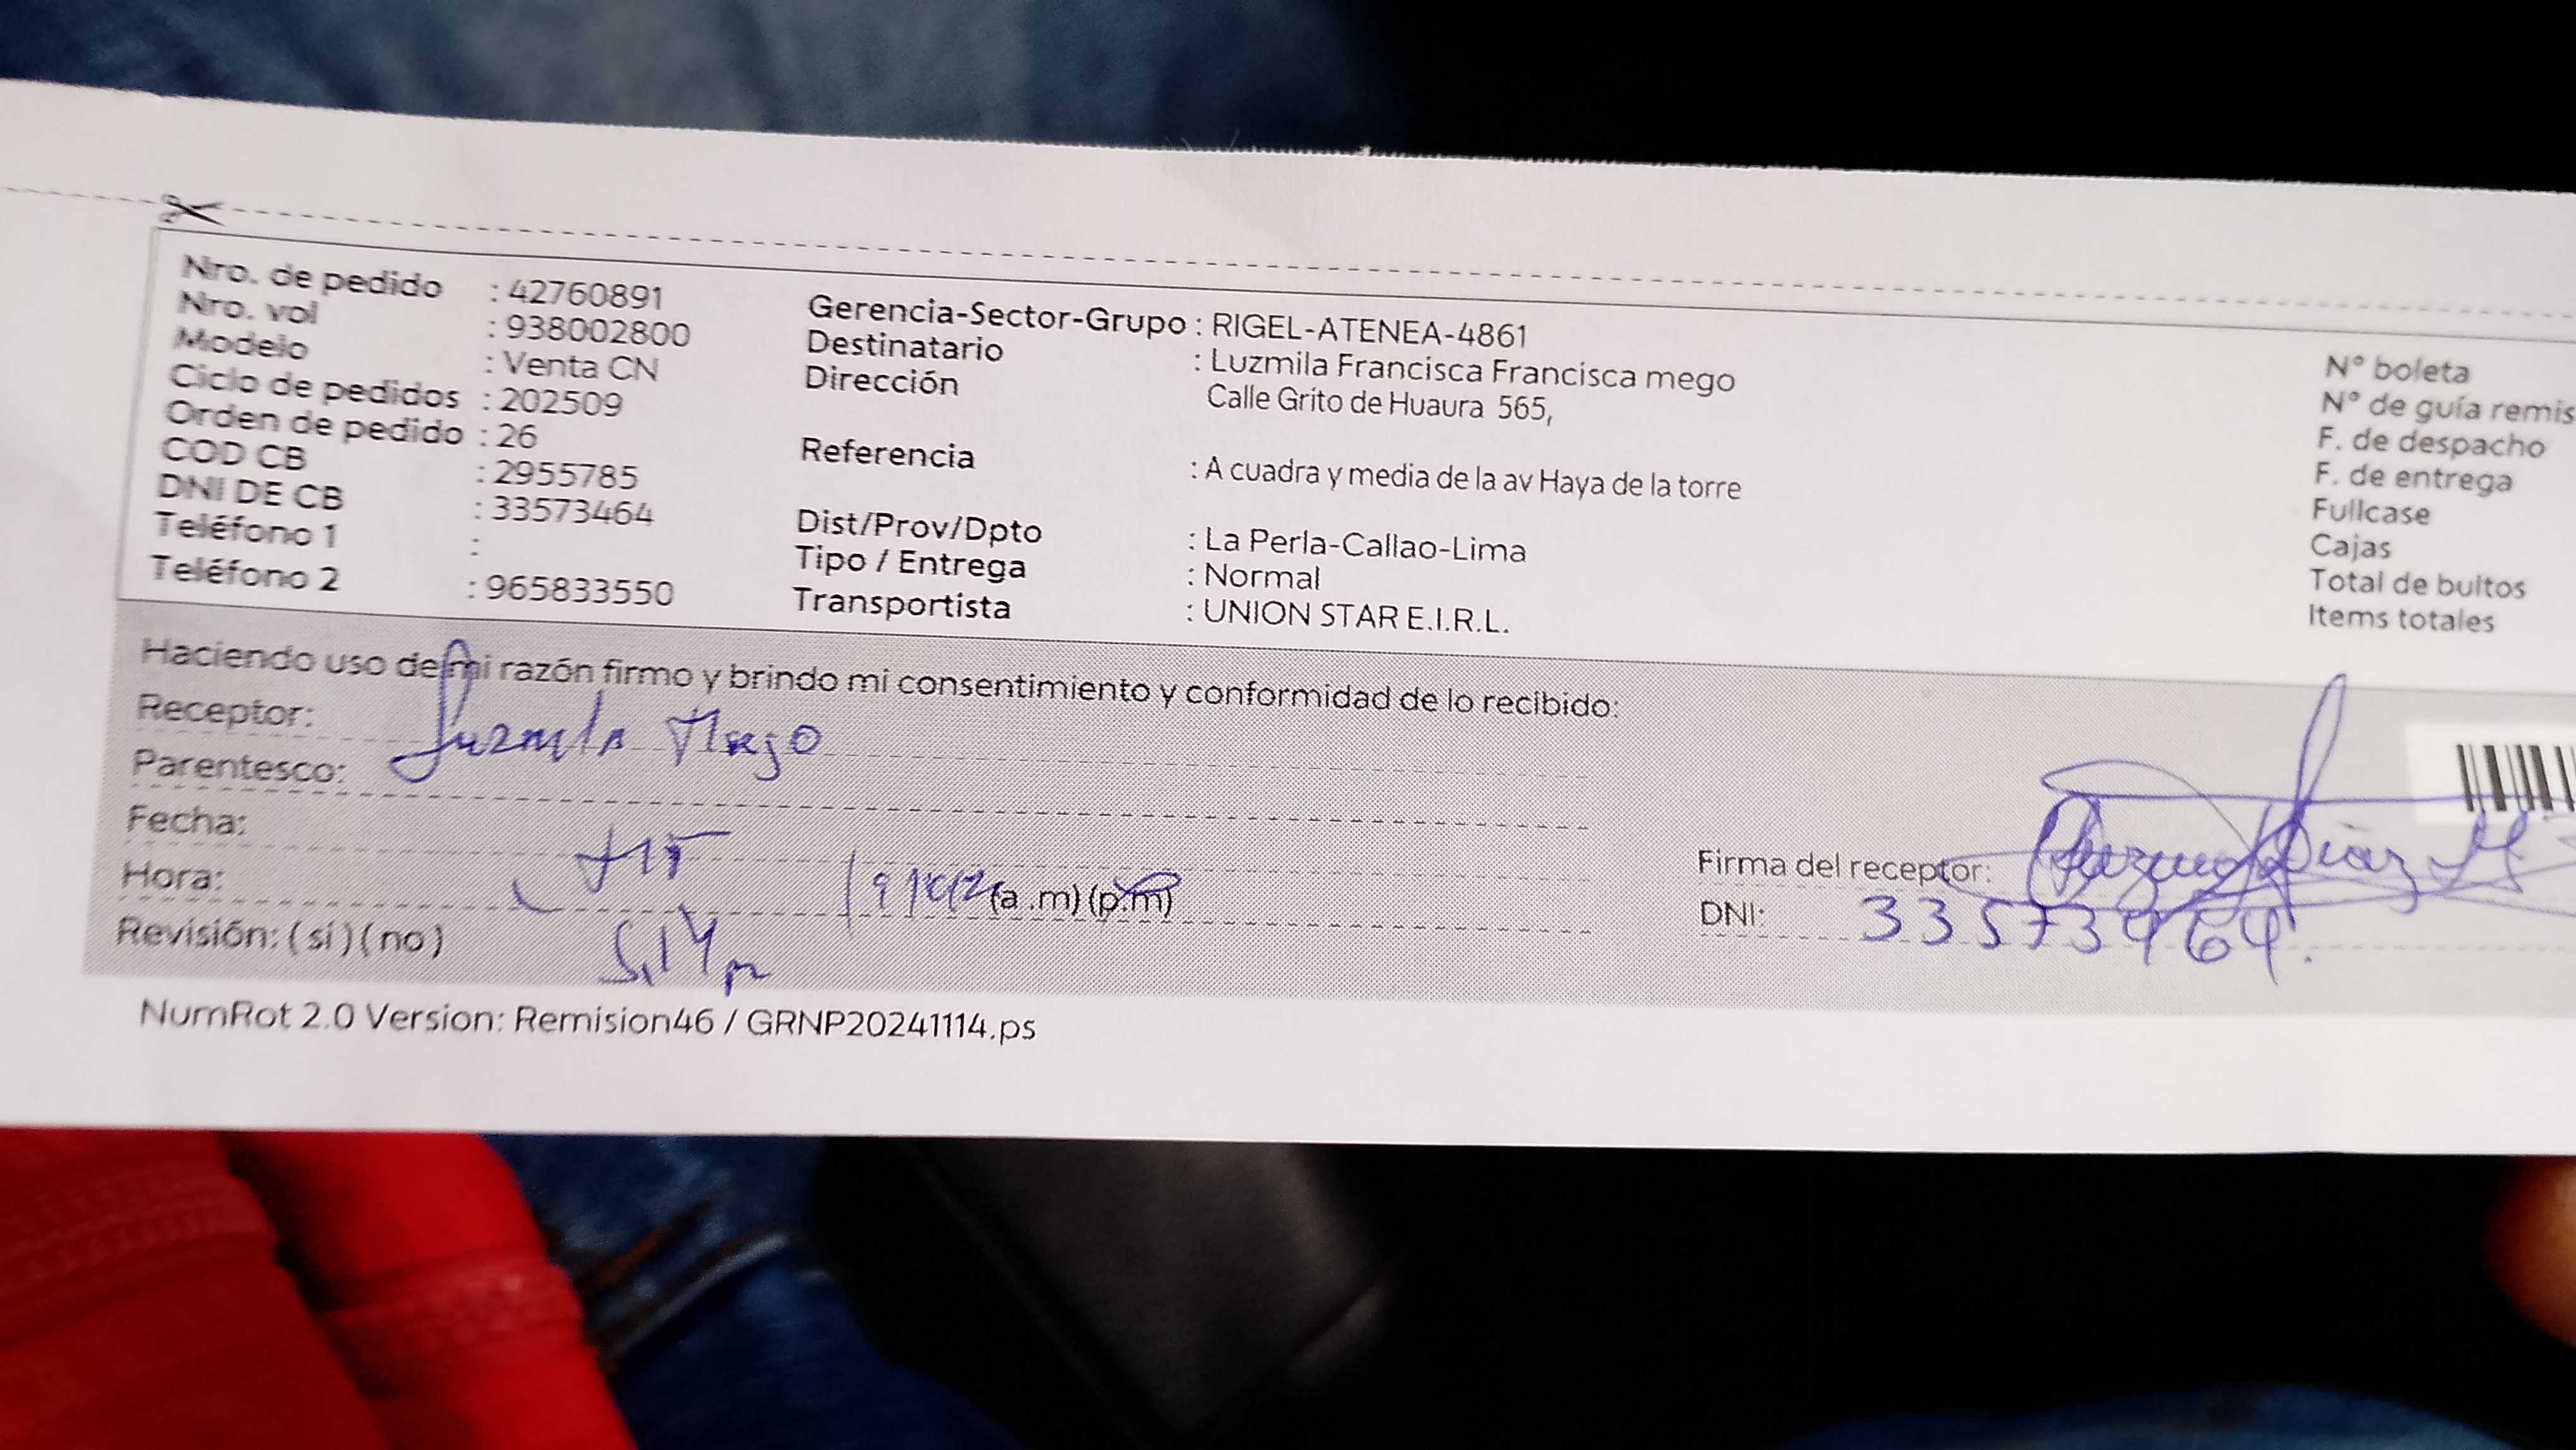 Nro. de pedido : 42760891
Nro. vol : 938002800
Modelo : Venta CN
Ciclo de pedidos : 202509
Orden de pedido : 26
COD CB : 2955785
DNI DE CB : 33573464
Teléfono 1 :
Teléfono 2 : 965833550
Gerencia-Sector-Grupo : RIGEL-ATENEA-4861
Destinatario : Luzmila Francisca Francisca mego
Dirección Calle Grito de Huaura 565,
Referencia : A cuadra y media de la av Haya de la torre
Dist/Prov/Dpto : La Perla-Callao-Lima
Tipo / Entrega : Normal
Transportista : UNION STAR E.I.R.L.
N° boleta
N° de guía remis
F. de despacho
F. de entrega
Fullcase
Cajas
Total de bultos
Items totales
Haciendo uso de mi razón firmo y brindo mi consentimiento y conformidad de lo recibido:
Receptor: Luzmila Mego
Parentesco:
Fecha:
Hora: (a .m) (p.m)
Revisión: ( si ) ( no )
Firma del receptor:
DNI: 33573464.
NumRot 2.0 Version: Remision46 / GRNP20241114.ps